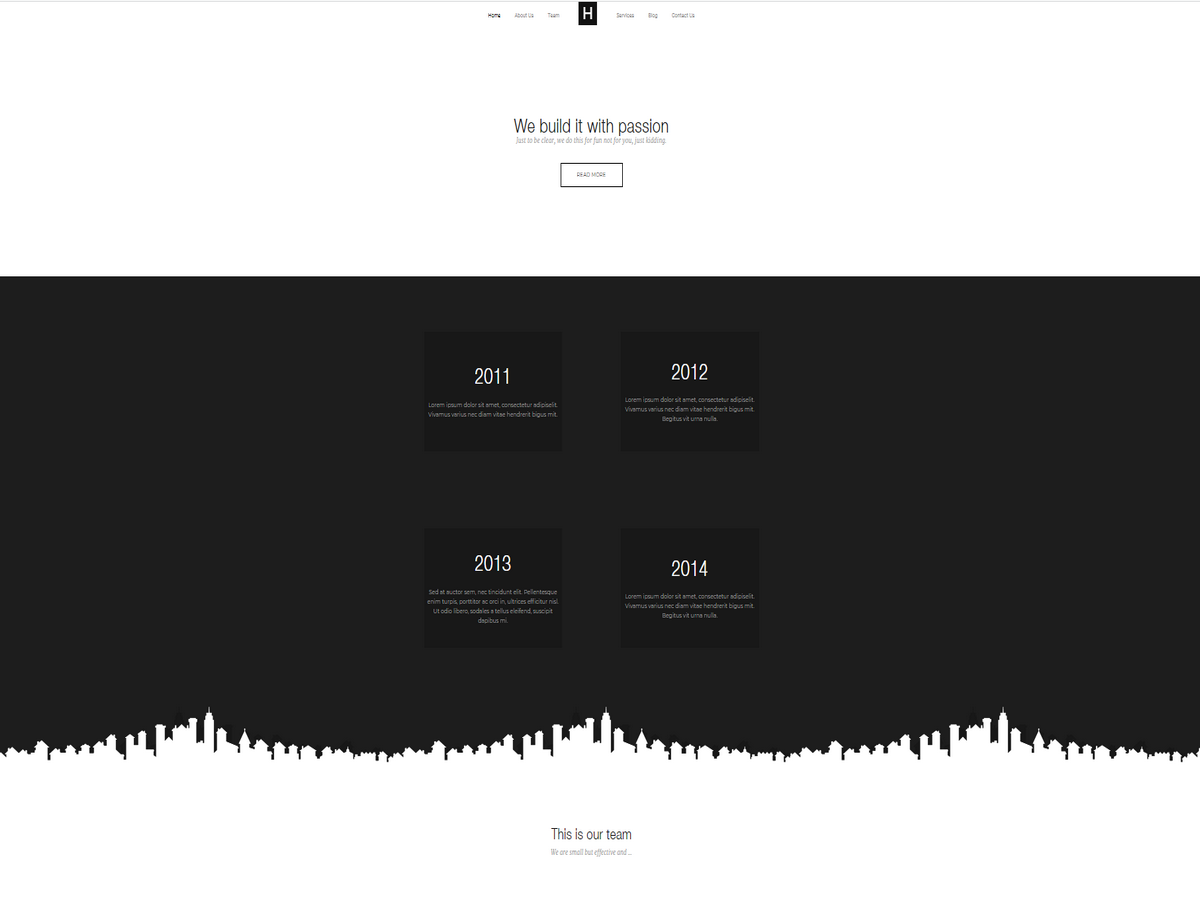 Home About Us Team H Services Blog Contact Us
We build it with passion
Just to be clear, we do this for fun not for you, just kidding.
READ MORE
2011
Lorem ipsum dolor sit amet, consectetur adipiselit.
Vivamus varius nec diam vitae hendrerit bigus mit.
2012
Lorem ipsum dolor sit amet, consectetur adipiselit.
Vivamus varius nec diam vitae hendrerit bigus mit.
Begitus vit urna nulla.
2013
Sed at auctor sem, nec tincidunt elit. Pellentesque
enim turpis, porttitor ac orci in, ultrices efficitur nisl.
Ut odio libero, sodales a tellus eleifend, suscipit
dapibus mi.
2014
Lorem ipsum dolor sit amet, consectetur adipiselit.
Vivamus varius nec diam vitae hendrerit bigus mit.
Begitus vit urna nulla.
This is our team
We are small but effective and ...